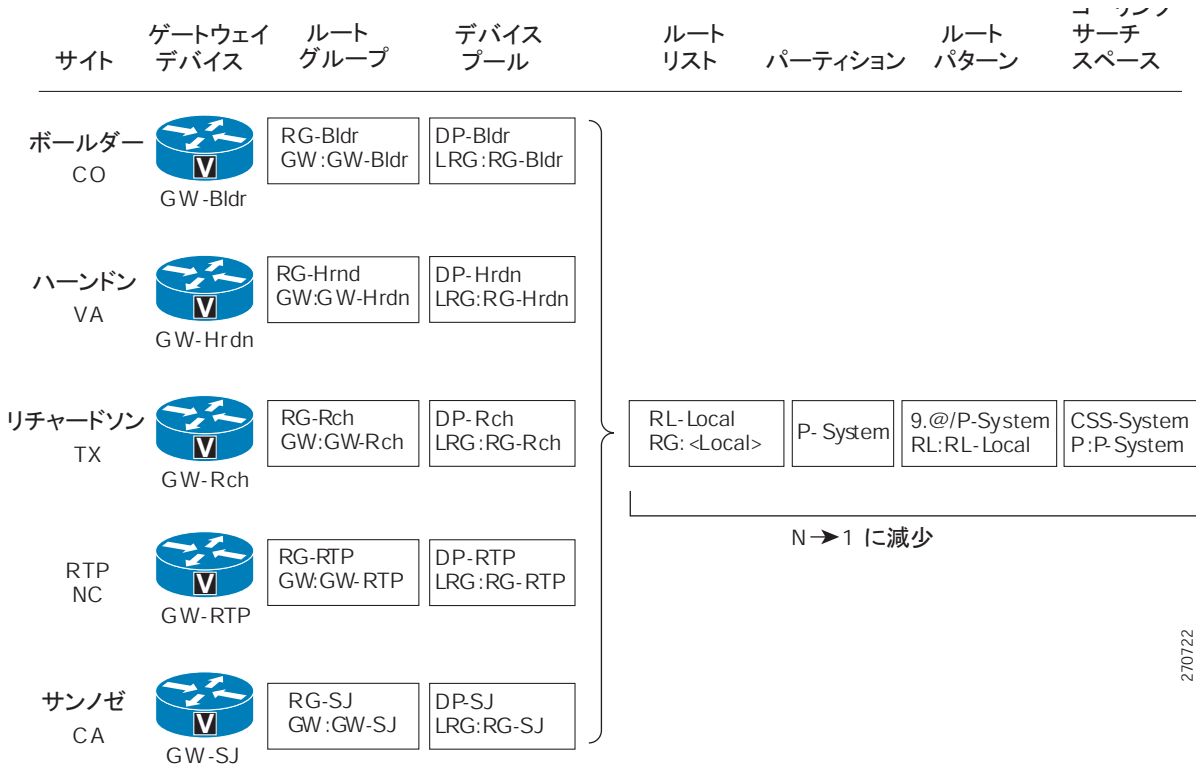 サイト
ゲートウェイ
デバイス
ルート
グループ
デバイス
プール
ルート
リスト
パーティション
ルート
パターン
サーチ
スペース
ボールダー
CO
GW-Bldr
RG-Bldr
GW:GW-Bldr
DP-Bldr
LRG:RG-Bldr
ハーンドン
VA
GW-Hrdn
RG-Hrnd
GW:GW-Hrdn
DP-Hrdn
LRG:RG-Hrdn
リチャードソン
TX
GW-Rch
RG-Rch
GW:GW-Rch
DP-Rch
LRG:RG-Rch
RL-Local
RG: <Local>
P- System
9.@/P-System
RL:RL-Local
CSS-System
P:P-System
N→1 に減少
RTP
NC
GW-RTP
RG-RTP
GW:GW-RTP
DP-RTP
LRG:RG-RTP
サンノゼ
CA
GW-SJ
RG-SJ
GW:GW-SJ
DP-SJ
LRG:RG-SJ
V
V
V
V
V
270722